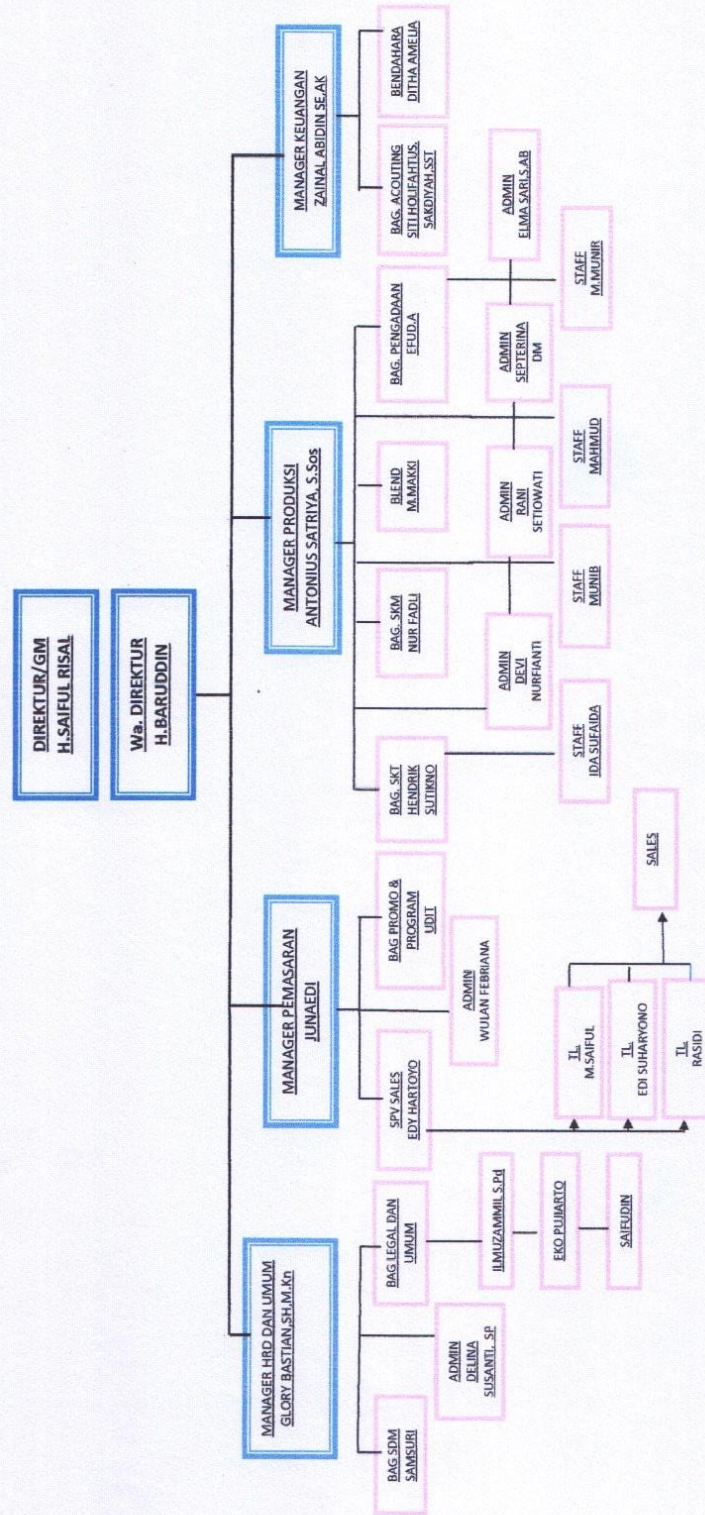 DIREKTUR/GM
H.SAIFUL RISAL
Wa. DIREKTUR
H.BARUDDIN
MANAGER HRD DAN UMUM
GLORY BASTIAN,SH,M.Kn
MANAGER PEMASARAN
JUNAEDI
MANAGER PRODUKSI
ANTONIUS SATRIYA, S.Sos
MANAGER KEUANGAN
ZAINAL ABIDIN SE,AK
BAG SDM
SAMSURI
BAG LEGAL DAN
UMUM
SPV SALES
EDY HARTOYO
BAG PROMO &
PROGRAM
UDIT
BAG. SKT
HENDRIK
SUTIKNO
BAG. SKM
NUR FADLI
BLEND
M.MAKKI
BAG. PENGADAAN
EFUD.A
BAG. ACOUTING
SITI HOLIFAHTUS.
SAKDIYAH,SST
BENDAHARA
DITHA AMELIA
ADMIN
DELINA
SUSANTI, SP
ILMUZAMMIL S.Pd
EKO PUJIARTO
SAIFUDIN
ADMIN
WULAN FEBRIANA
ADMIN
DEVI
NURFIANTI
ADMIN
RANI
SETIOWATI
ADMIN
SEPTERINA
DM
ADMIN
ELMA SARI.S,AB
STAFF
IDA SUFAIDA
STAFF
MUNIB
STAFF
MAHMUD
STAFF
M.MUNIR
TL.
M.SAIFUL
TL.
EDI SUHARYONO
TL.
RASIDI
SALES